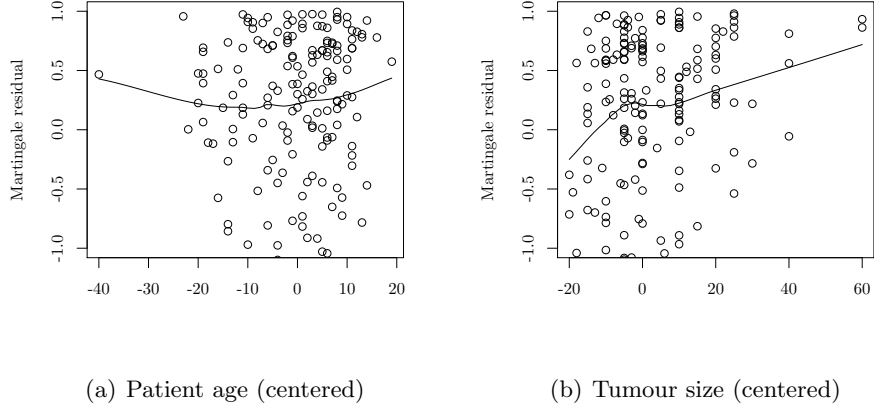 Martingale residual
1.0
0.5
0.0
-0.5
-1.0
-40 -30 -20 -10 0 10 20
(a) Patient age (centered)
Martingale residual
1.0
0.5
0.0
-0.5
-1.0
-20 0 20 40 60
(b) Tumour size (centered)